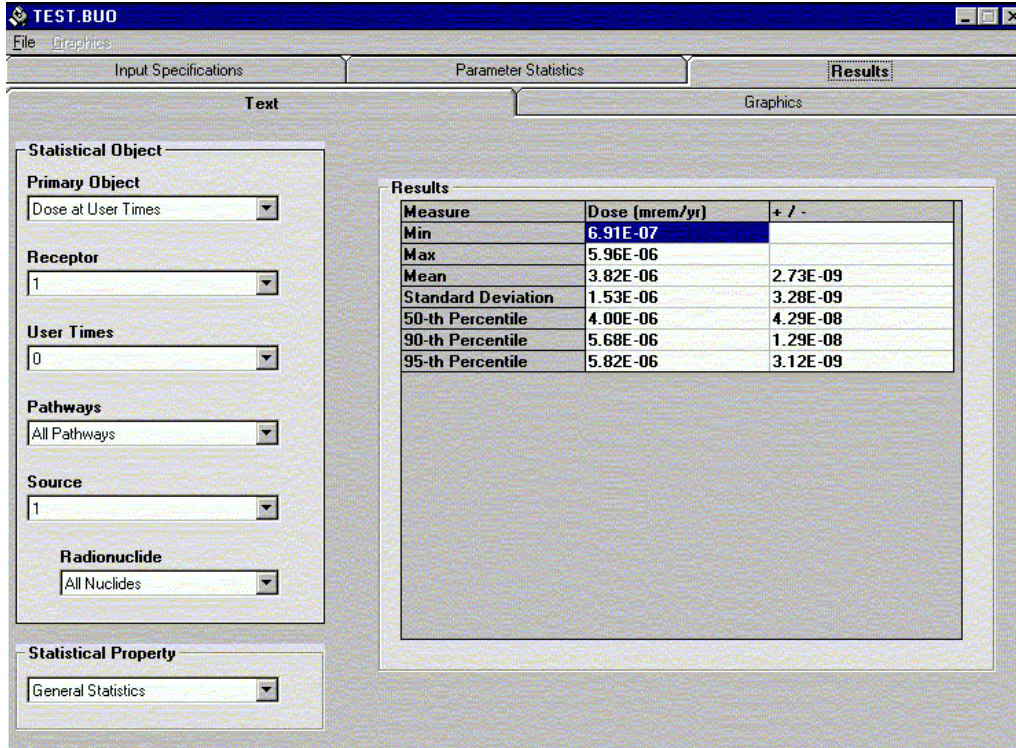 TEST.BUO
File Graphics
Input Specifications Parameter Statistics Results
Text Graphics
Statistical Object
Primary Object
Dose at User Times
Receptor
1
User Times
0
Pathways
All Pathways
Source
1
Radionuclide
All Nuclides
Statistical Property
General Statistics
Results
Measure Dose (mrem/yr) + / -
Min 6.91E-07
Max 5.96E-06
Mean 3.82E-06 2.73E-09
Standard Deviation 1.53E-06 3.28E-09
50-th Percentile 4.00E-06 4.29E-08
90-th Percentile 5.68E-06 1.29E-08
95-th Percentile 5.82E-06 3.12E-09